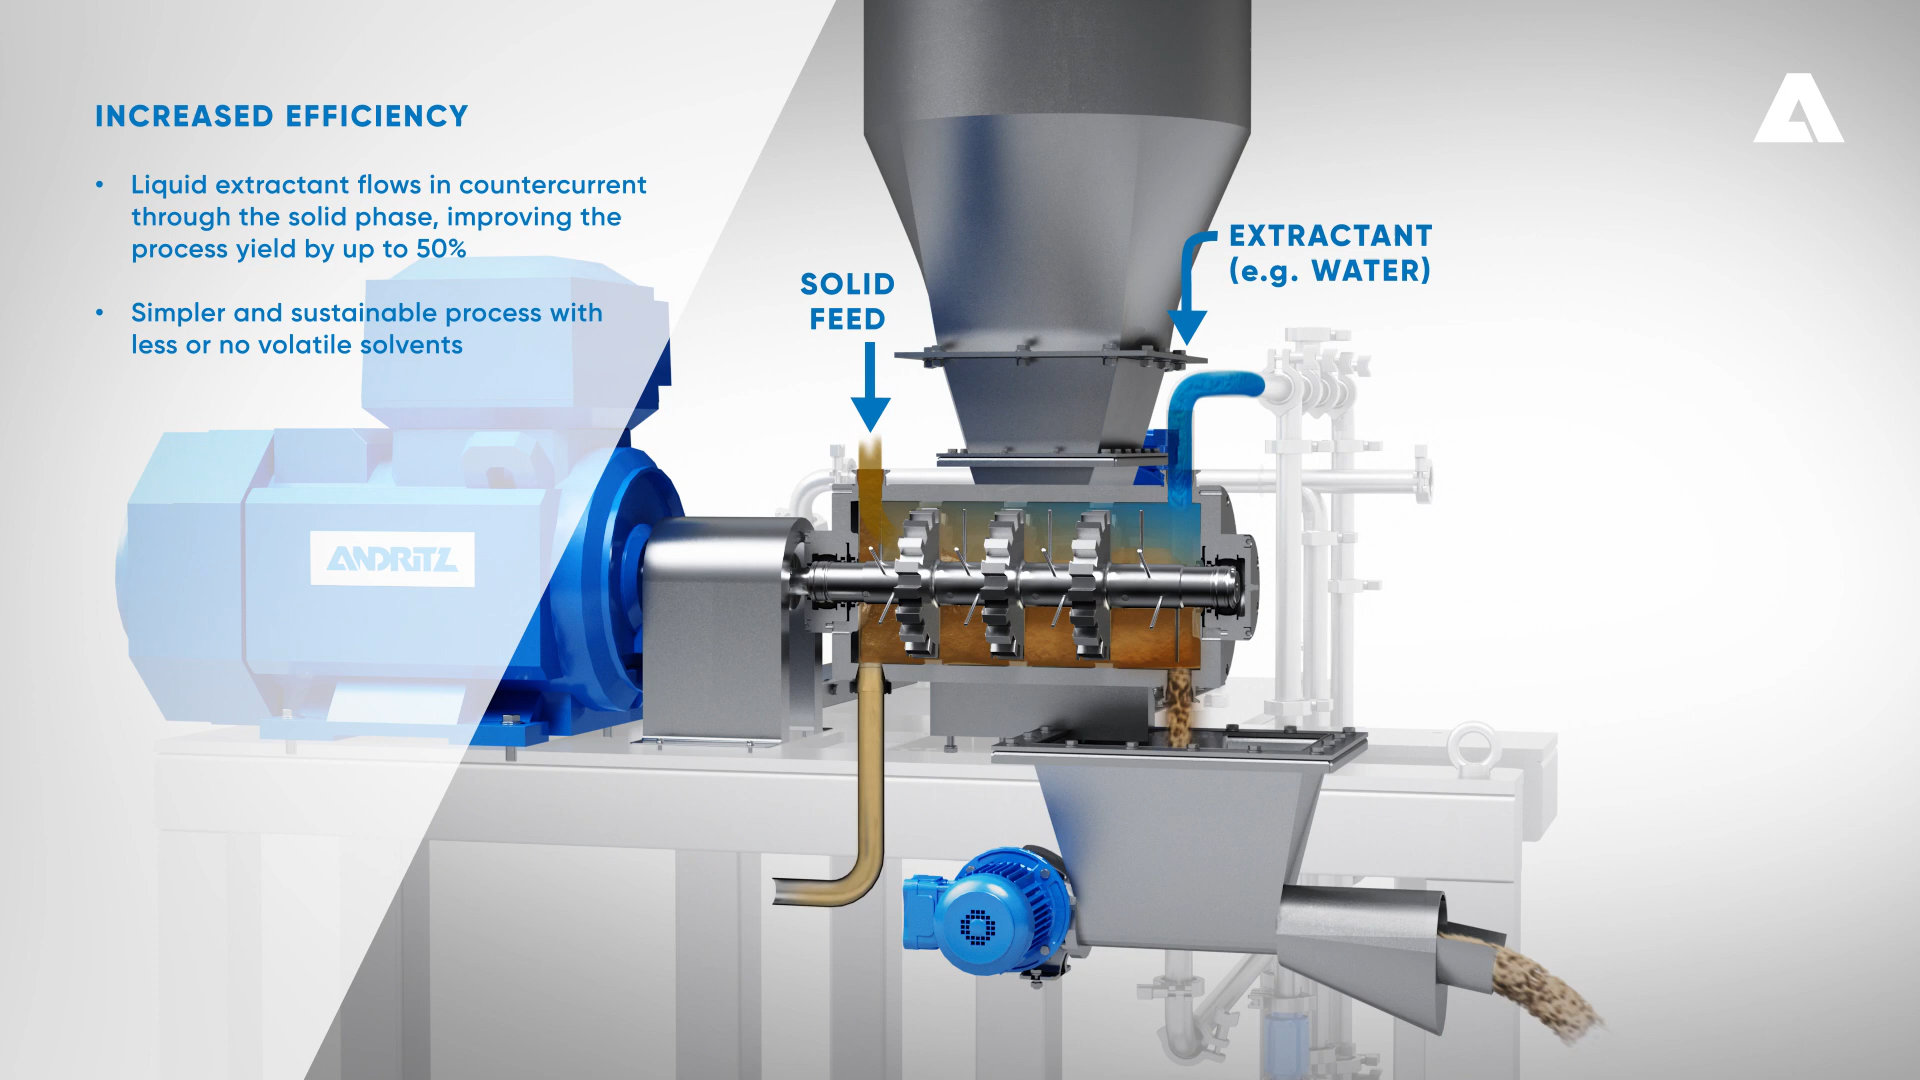 INCREASED EFFICIENCY
• Liquid extractant flows in countercurrent
through the solid phase, improving the
process yield by up to 50%
• Simpler and sustainable process with
less or no volatile solvents
SOLID
FEED
EXTRACTANT
(e.g. WATER)
ANDRITZ